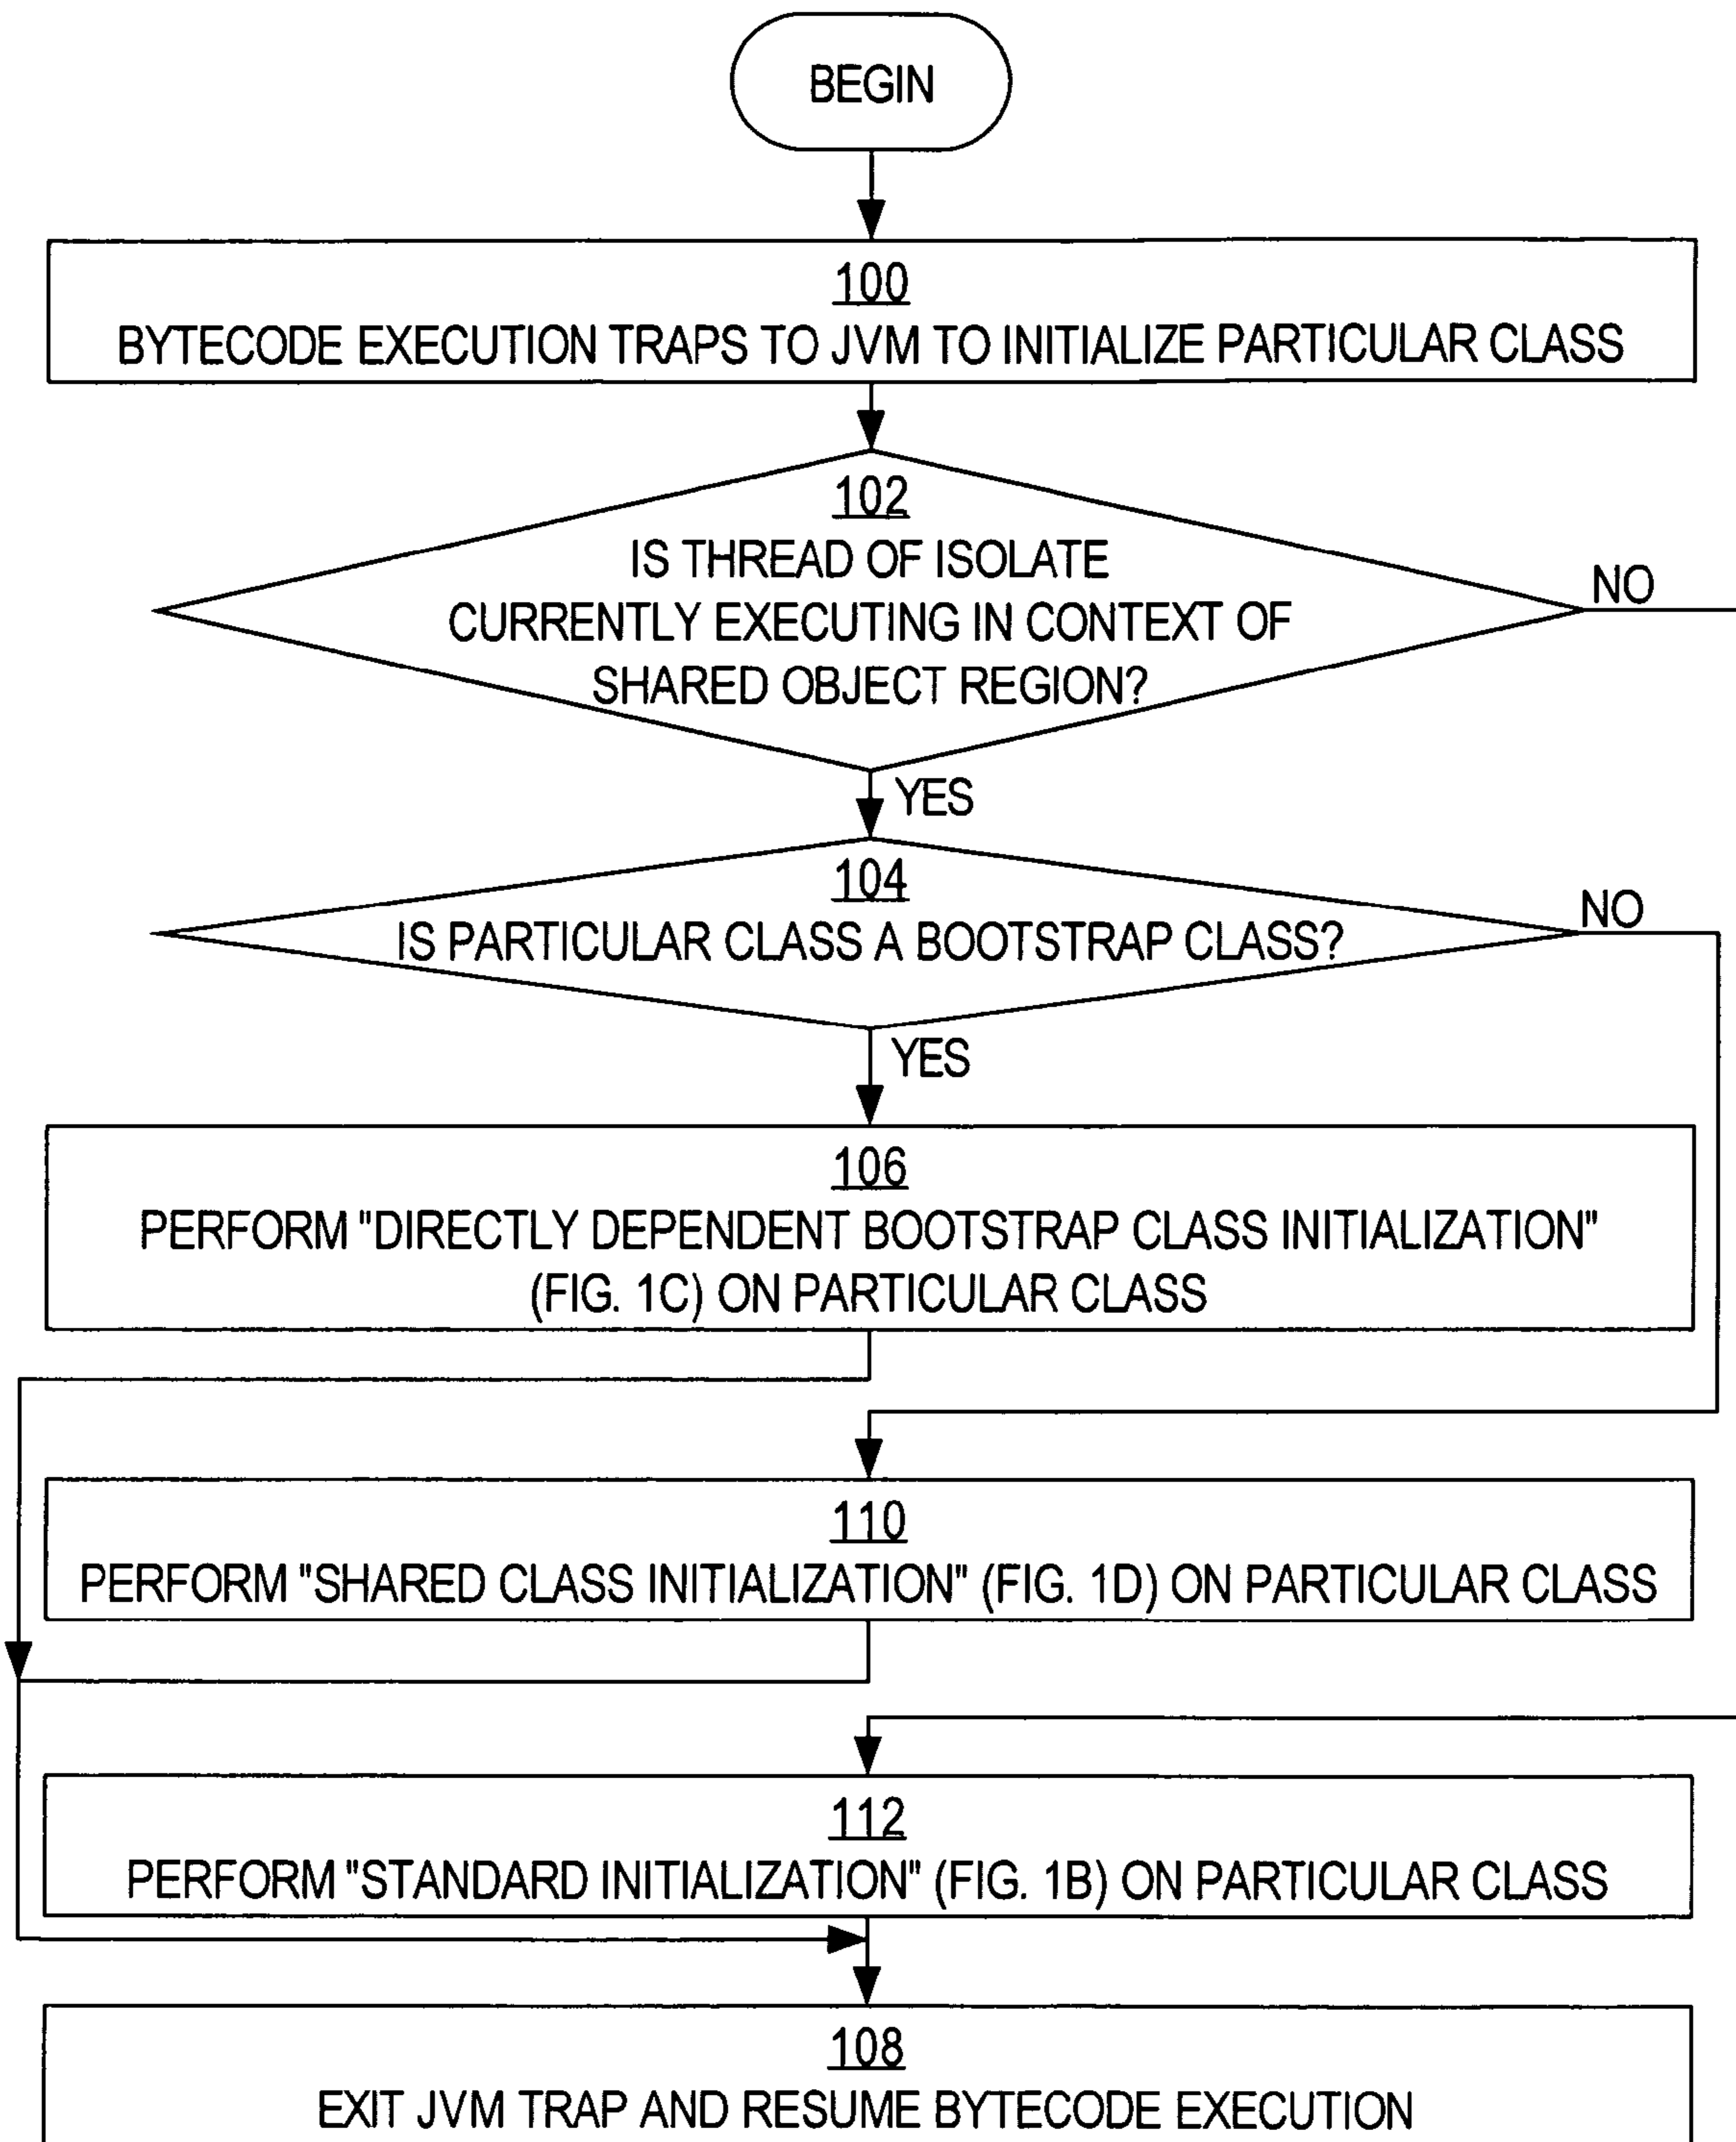 BEGIN
100
BYTECODE EXECUTION TRAPS TO JVM TO INITIALIZE PARTICULAR CLASS
102
IS THREAD OF ISOLATE
CURRENTLY EXECUTING IN CONTEXT OF
SHARED OBJECT REGION?
NO
YES
104
IS PARTICULAR CLASS A BOOTSTRAP CLASS?
NO
YES
106
PERFORM "DIRECTLY DEPENDENT BOOTSTRAP CLASS INITIALIZATION"
(FIG. 1C) ON PARTICULAR CLASS
110
PERFORM "SHARED CLASS INITIALIZATION" (FIG. 1D) ON PARTICULAR CLASS
112
PERFORM "STANDARD INITIALIZATION" (FIG. 1B) ON PARTICULAR CLASS
108
EXIT JVM TRAP AND RESUME BYTECODE EXECUTION